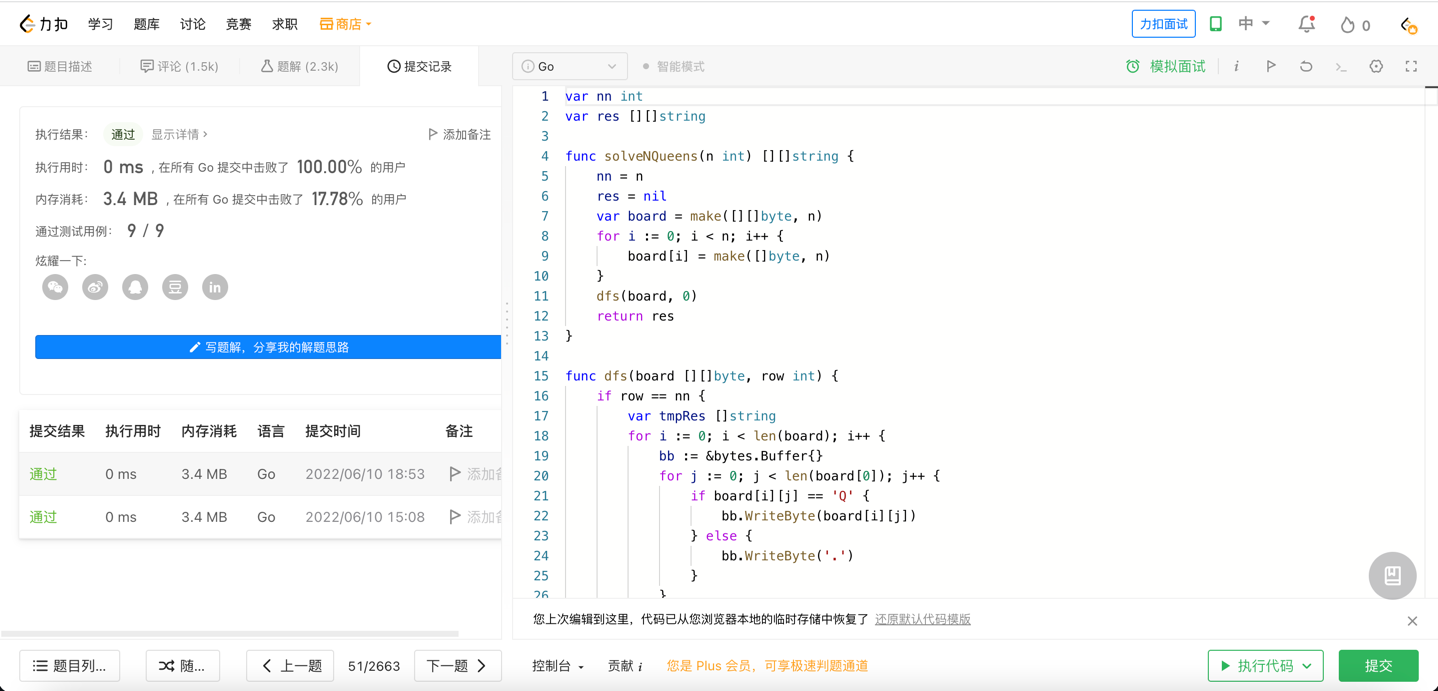 力扣 学习 题库 讨论 竞赛 求职 商店 力扣面试 中 0
题目描述 评论 (1.5k) 题解 (2.3k) 提交记录
i Go 智能模式 模拟面试 i
执行结果： 通过 显示详情 > 添加备注
执行用时： 0 ms , 在所有 Go 提交中击败了 100.00% 的用户
内存消耗： 3.4 MB , 在所有 Go 提交中击败了 17.78% 的用户
通过测试用例： 9 / 9
炫耀一下:
豆 in
写题解，分享我的解题思路
提交结果 执行用时 内存消耗 语言 提交时间 备注
通过 0 ms 3.4 MB Go 2022/06/10 18:53 添加备
通过 0 ms 3.4 MB Go 2022/06/10 15:08 添加备
1 var nn int
2 var res [][]string
3
4 func solveNQueens(n int) [][]string {
5 nn = n
6 res = nil
7 var board = make([][]byte, n)
8 for i := 0; i < n; i++ {
9 board[i] = make([]byte, n)
10 }
11 dfs(board, 0)
12 return res
13 }
14
15 func dfs(board [][]byte, row int) {
16 if row == nn {
17 var tmpRes []string
18 for i := 0; i < len(board); i++ {
19 bb := &bytes.Buffer{}
20 for j := 0; j < len(board[0]); j++ {
21 if board[i][j] == 'Q' {
22 bb.WriteByte(board[i][j])
23 } else {
24 bb.WriteByte('.')
25 }
26 }
您上次编辑到这里，代码已从您浏览器本地的临时存储中恢复了 还原默认代码模版
题目列... 随... 上一题 51/2663 下一题 控制台 贡献 i 您是 Plus 会员，可享极速判题通道 执行代码 提交